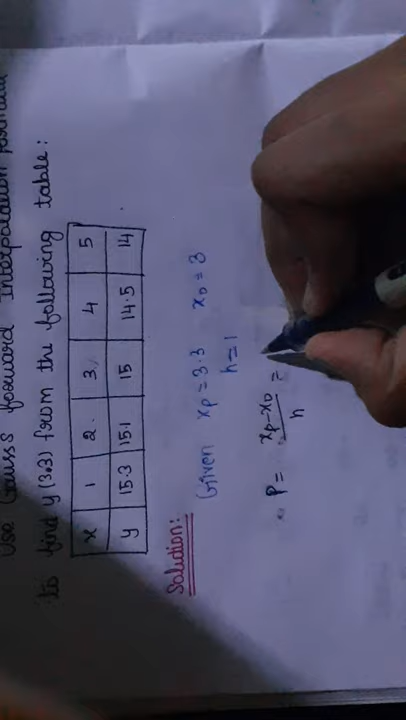 Use Gauss forward Interpolation formula
to find y(3.3) from the following table:
x 1 2 3 4 5
y 15.3 15.1 15 14.5 14
Solution:
Given xp = 3.3 x0 = 3
h = 1
P = xp - x0 / h =